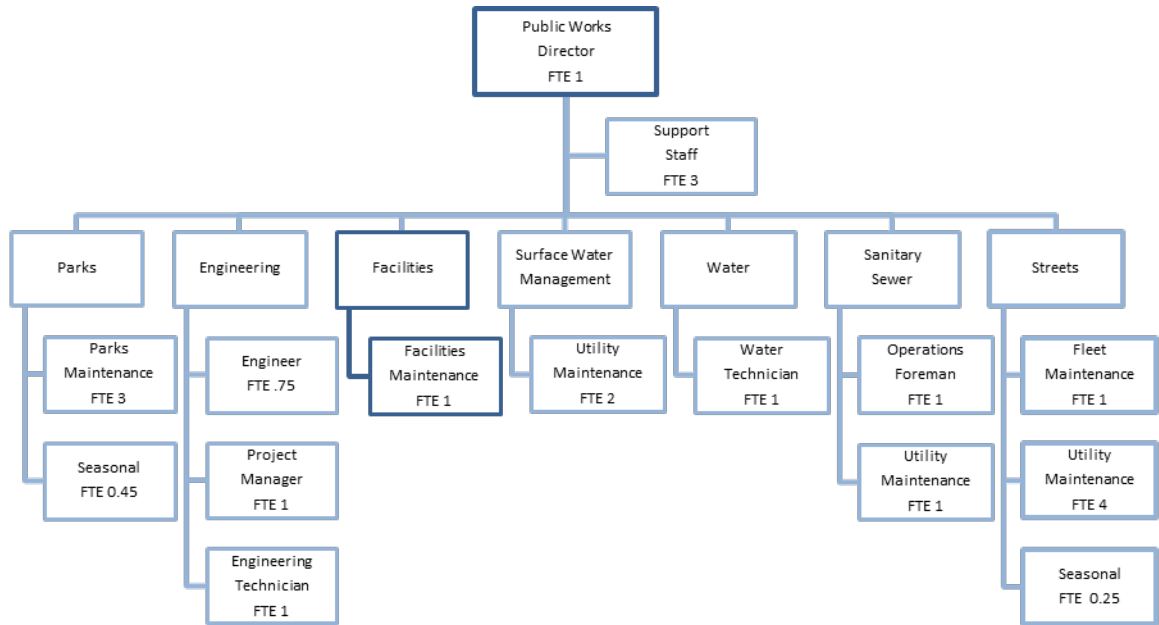 Public Works
Director
FTE 1
Support
Staff
FTE 3
Parks
Engineering
Facilities
Surface Water
Management
Water
Sanitary
Sewer
Streets
Parks
Maintenance
FTE 3
Engineer
FTE .75
Facilities
Maintenance
FTE 1
Utility
Maintenance
FTE 2
Water
Technician
FTE 1
Operations
Foreman
FTE 1
Fleet
Maintenance
FTE 1
Seasonal
FTE 0.45
Project
Manager
FTE 1
Utility
Maintenance
FTE 1
Utility
Maintenance
FTE 4
Engineering
Technician
FTE 1
Seasonal
FTE 0.25